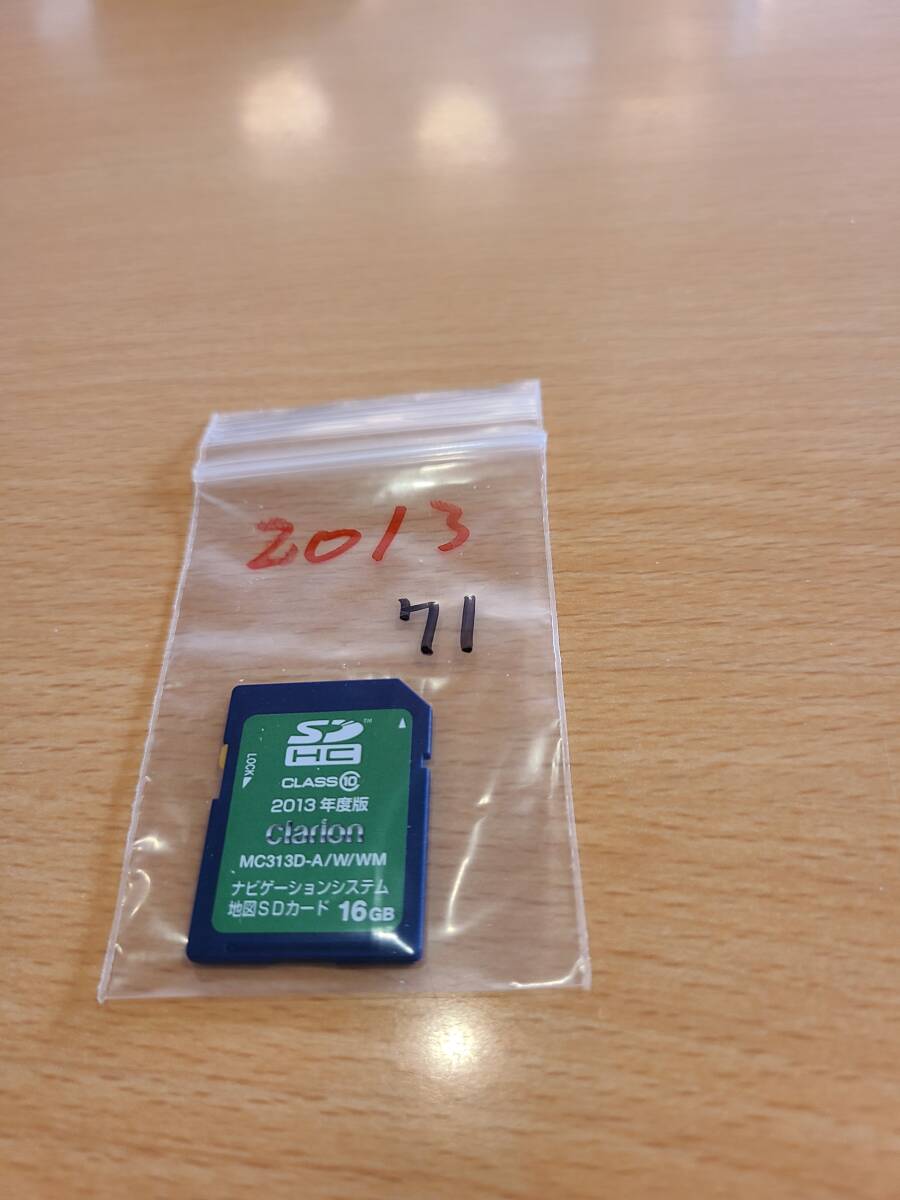 2013
71
SD™
HC
LOCK
CLASS 10
2013 年度版
clarion
MC313D-A/W/WM
ナビゲーションシステム
地図SDカード 16GB